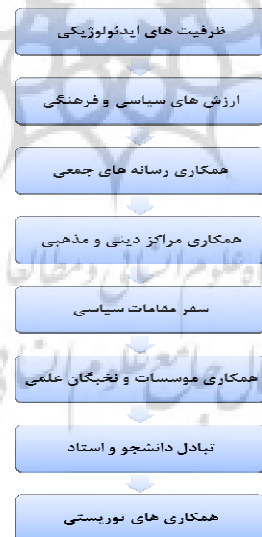 ظرفیت های ایدئولوژیکی
ارزش های سیاسی و فرهنگی
همکاری رسانه های جمعی
همکاری مراکز دینی و مذهبی
سفر مقامات سیاسی
همکاری موسسات و نخبگان علمی
تبادل دانشجو و استاد
همکاری های توریستی